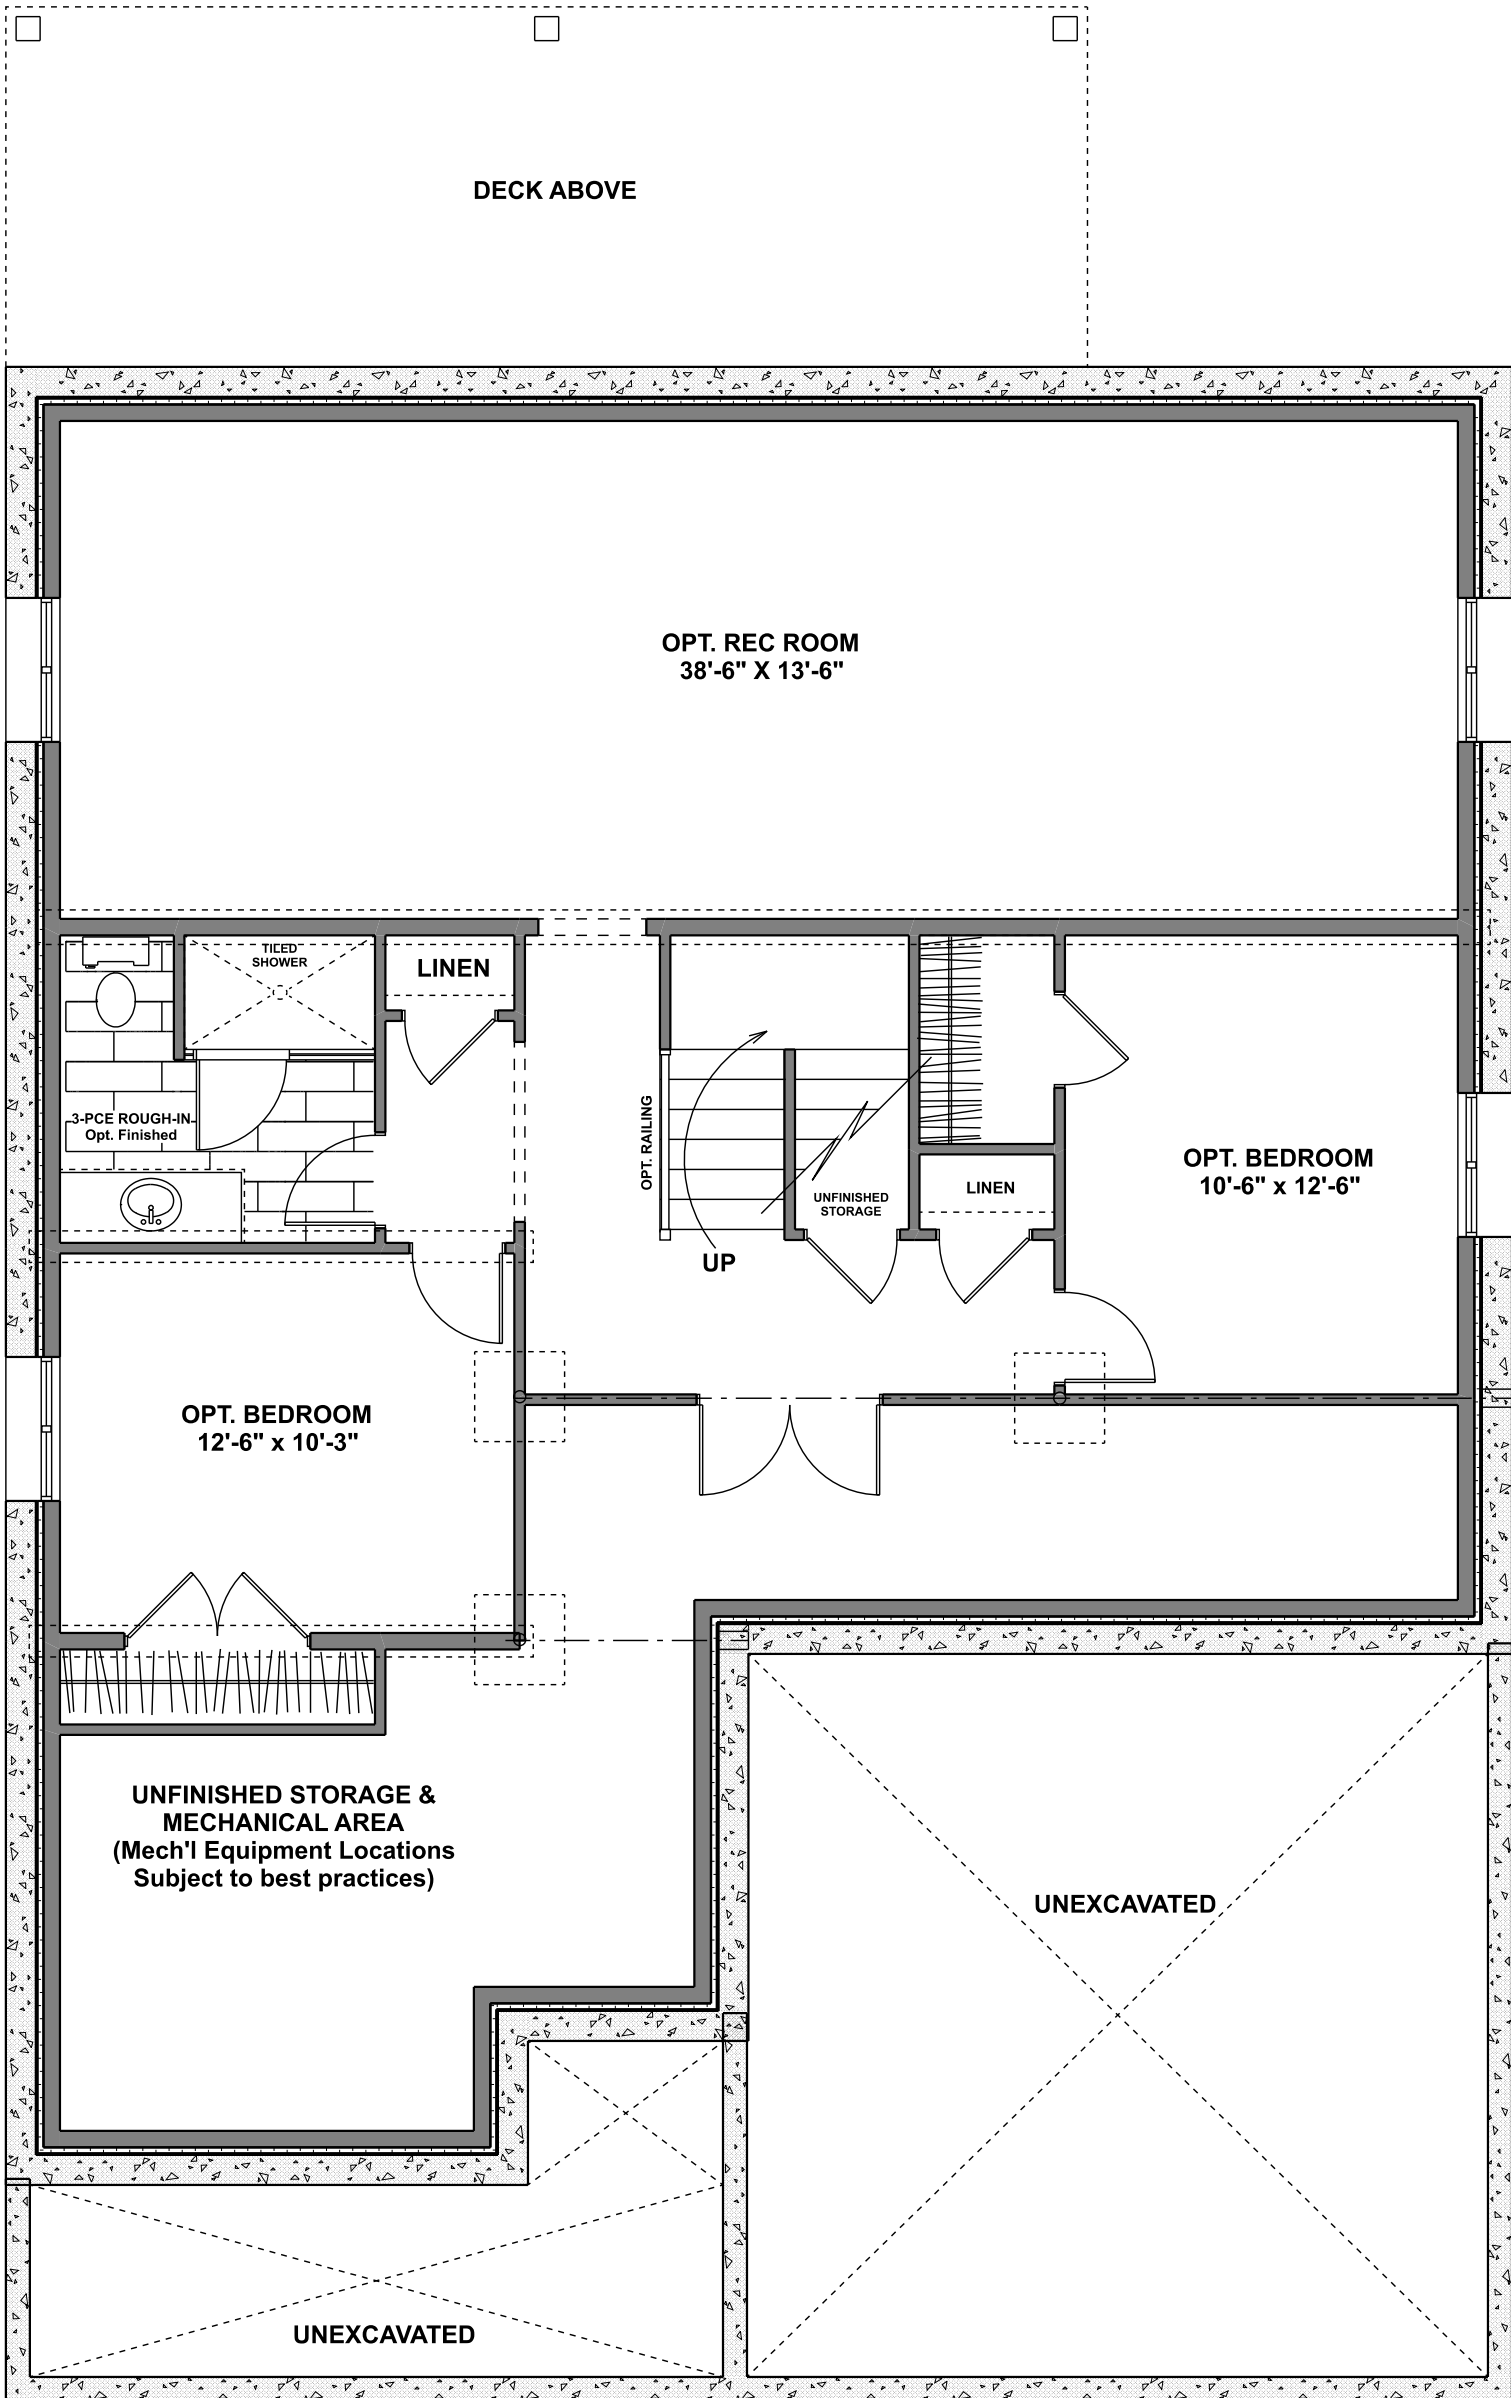 DECK ABOVE
OPT. REC ROOM
38'-6" X 13'-6"
TILED
SHOWER
LINEN
3-PCE ROUGH-IN
Opt. Finished
OPT. RAILING
UP
UNFINISHED
STORAGE
LINEN
OPT. BEDROOM
10'-6" x 12'-6"
OPT. BEDROOM
12'-6" x 10'-3"
UNFINISHED STORAGE &
MECHANICAL AREA
(Mech'l Equipment Locations
Subject to best practices)
UNEXCAVATED
UNEXCAVATED